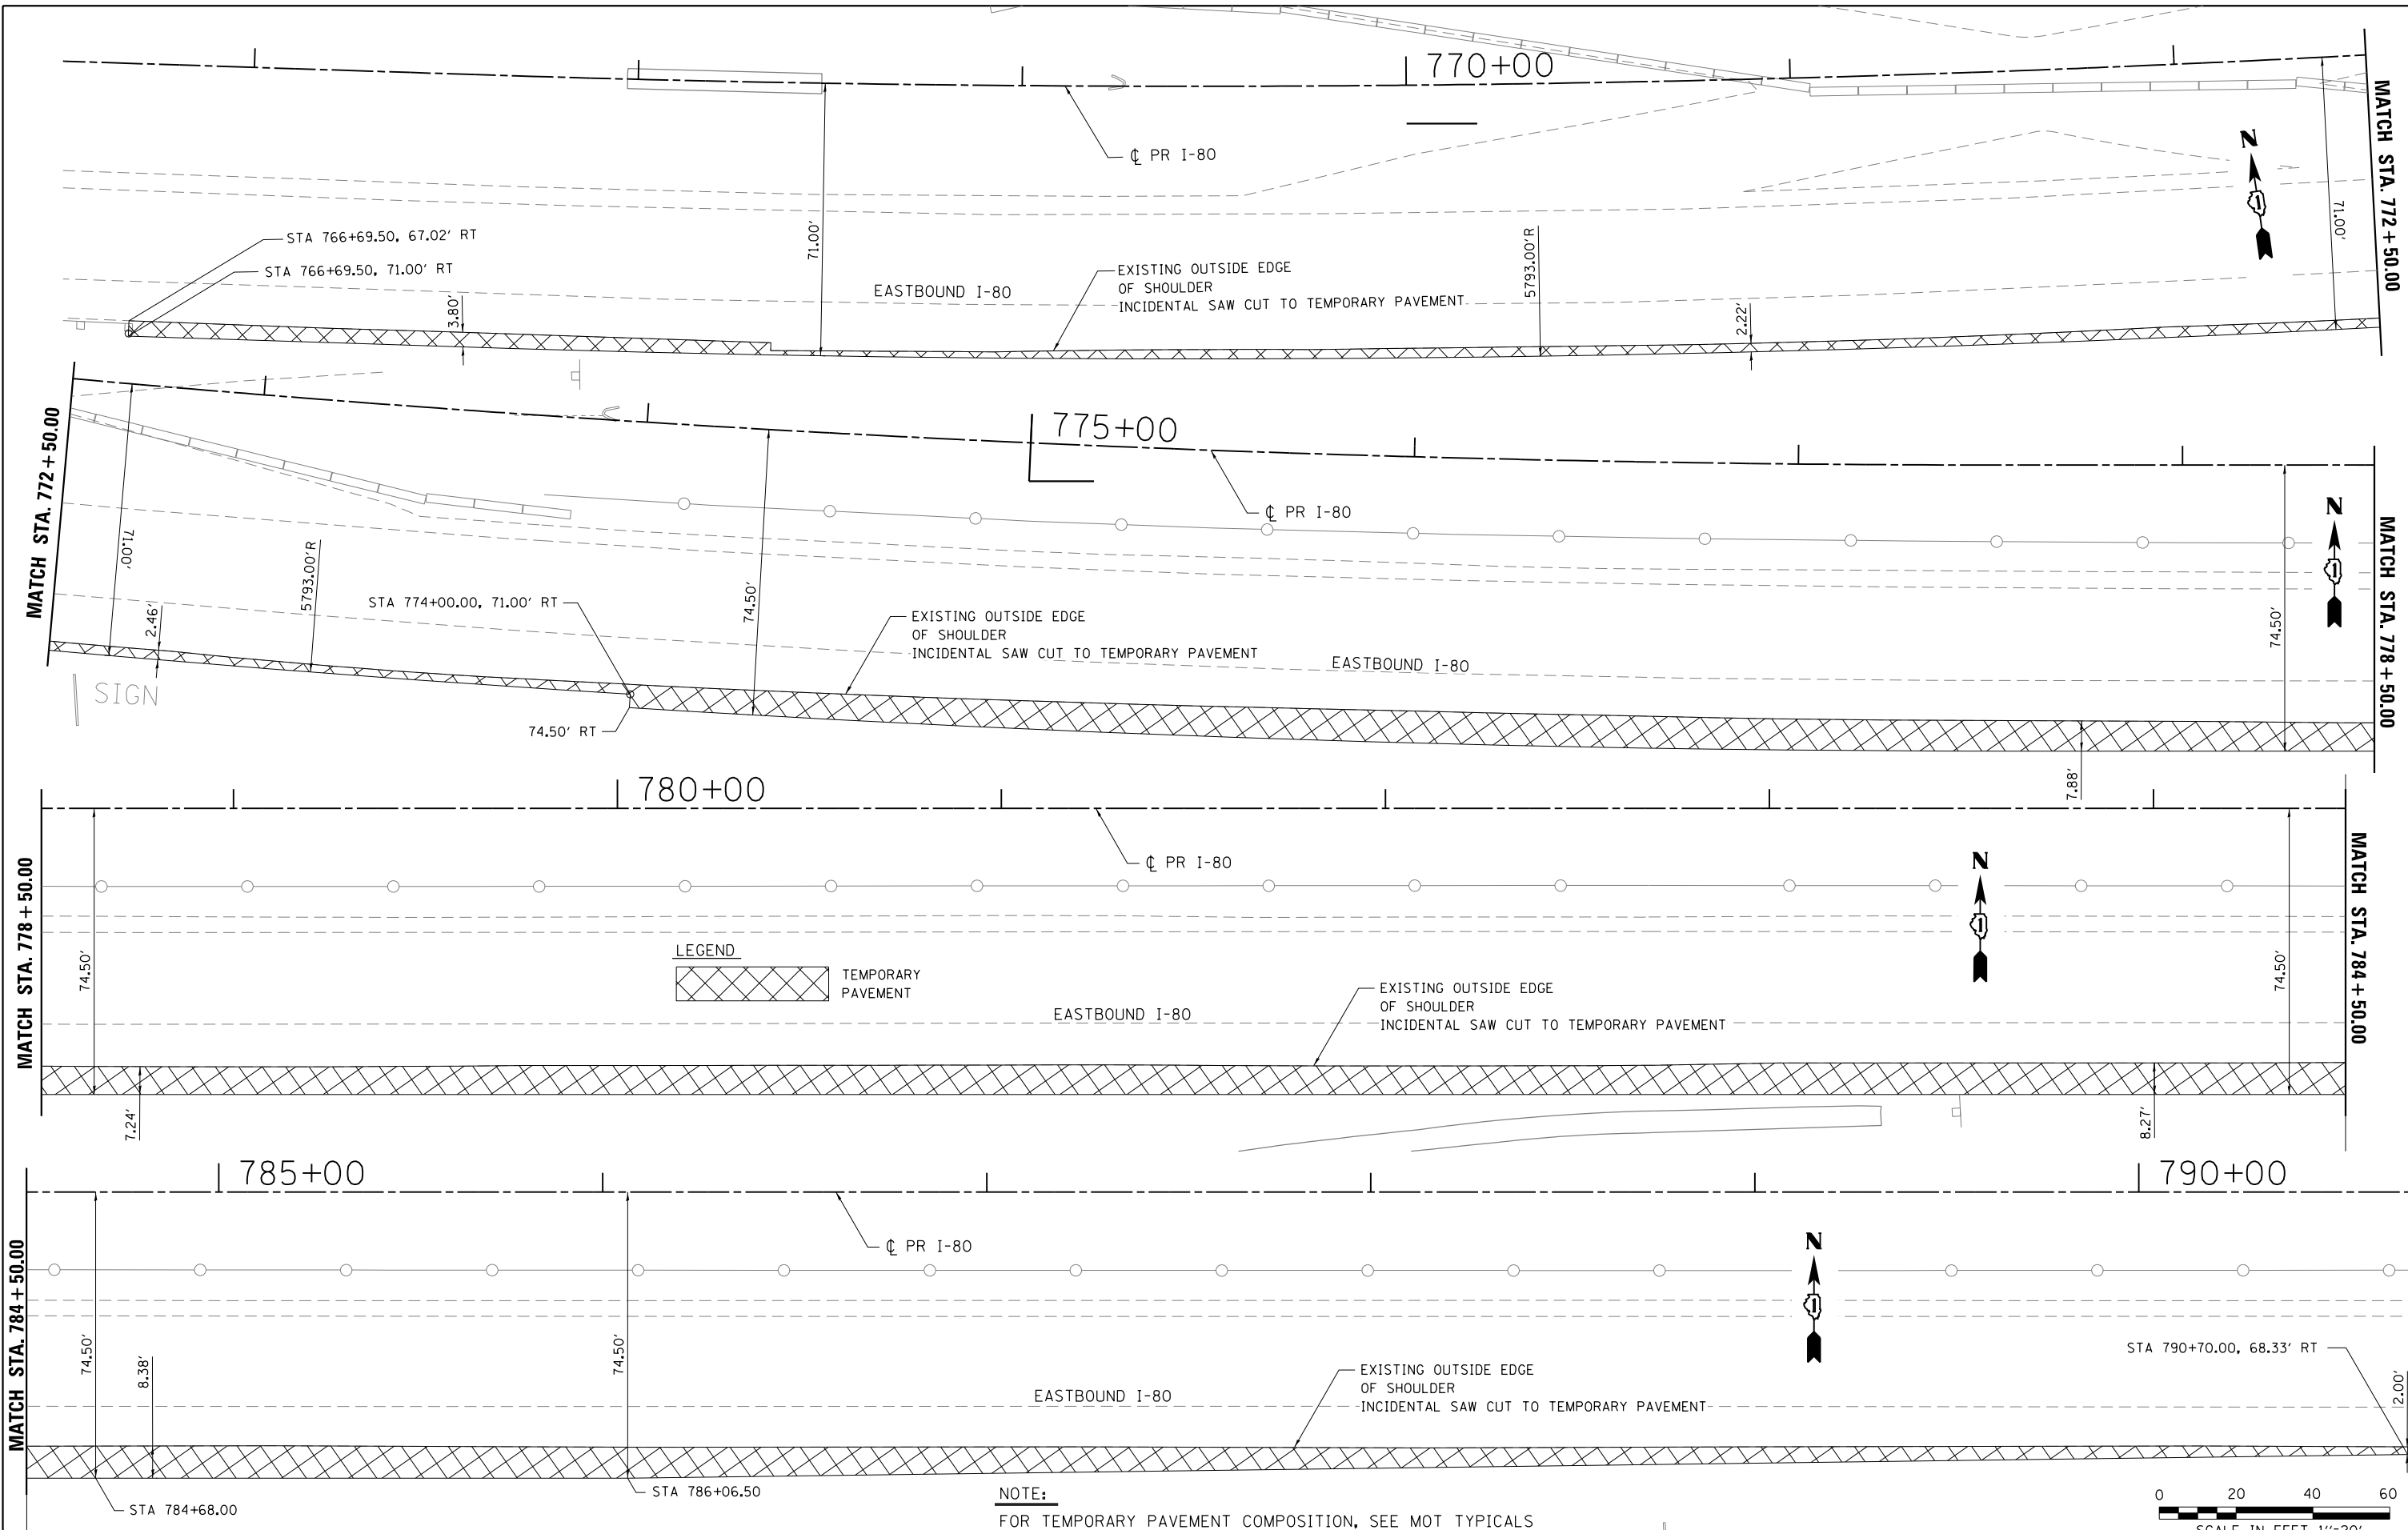 770+00
℄ PR I-80
MATCH STA. 772+50.00
N
1
71.00'
71.00'
STA 766+69.50, 67.02' RT
STA 766+69.50, 71.00' RT
3.80'
EASTBOUND I-80
EXISTING OUTSIDE EDGE
OF SHOULDER
INCIDENTAL SAW CUT TO TEMPORARY PAVEMENT
5793.00'R
2.22'
MATCH STA. 772+50.00
775+00
℄ PR I-80
71.00'
2.46'
5793.00'R
STA 774+00.00, 71.00' RT
74.50' RT
74.50'
EXISTING OUTSIDE EDGE
OF SHOULDER
INCIDENTAL SAW CUT TO TEMPORARY PAVEMENT
EASTBOUND I-80
SIGN
74.50'
7.88'
N
1
MATCH STA. 778+50.00
MATCH STA. 778+50.00
780+00
℄ PR I-80
74.50'
7.24'
LEGEND
TEMPORARY
PAVEMENT
EASTBOUND I-80
EXISTING OUTSIDE EDGE
OF SHOULDER
INCIDENTAL SAW CUT TO TEMPORARY PAVEMENT
N
1
8.27'
74.50'
MATCH STA. 784+50.00
MATCH STA. 784+50.00
785+00
790+00
℄ PR I-80
74.50'
8.38'
74.50'
STA 784+68.00
STA 786+06.50
EASTBOUND I-80
EXISTING OUTSIDE EDGE
OF SHOULDER
INCIDENTAL SAW CUT TO TEMPORARY PAVEMENT
N
1
STA 790+70.00, 68.33' RT
2.00'
NOTE:
FOR TEMPORARY PAVEMENT COMPOSITION, SEE MOT TYPICALS
0 20 40 60
SCALE IN FEET 1"=20'